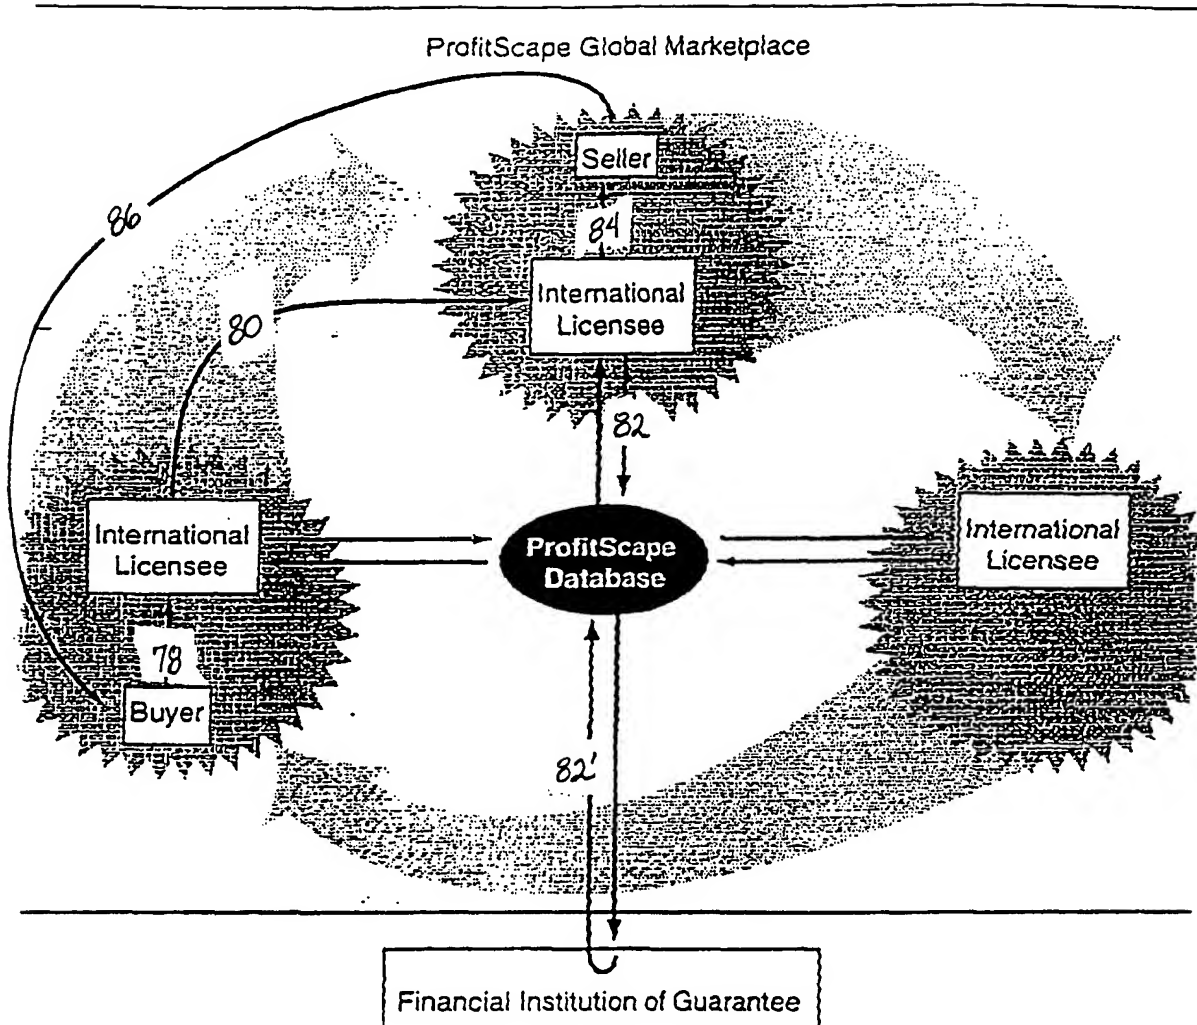 ProfitScape Global Marketplace
Seller
86
84
International
Licensee
80
82
International
Licensee
ProfitScape
Database
International
Licensee
78
Buyer
82'
Financial Institution of Guarantee